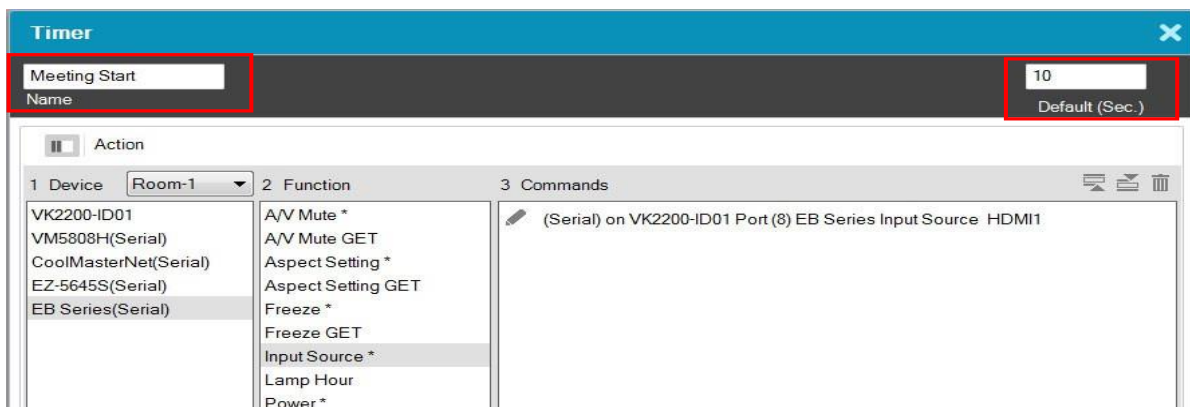 Timer
Meeting Start
Name
10
Default (Sec.)
Action
1 Device Room-1
VK2200-ID01
VM5808H(Serial)
CoolMasterNet(Serial)
EZ-5645S(Serial)
EB Series(Serial)
2 Function
A/V Mute *
A/V Mute GET
Aspect Setting *
Aspect Setting GET
Freeze *
Freeze GET
Input Source *
Lamp Hour
Power *
3 Commands
(Serial) on VK2200-ID01 Port (8) EB Series Input Source HDMI1